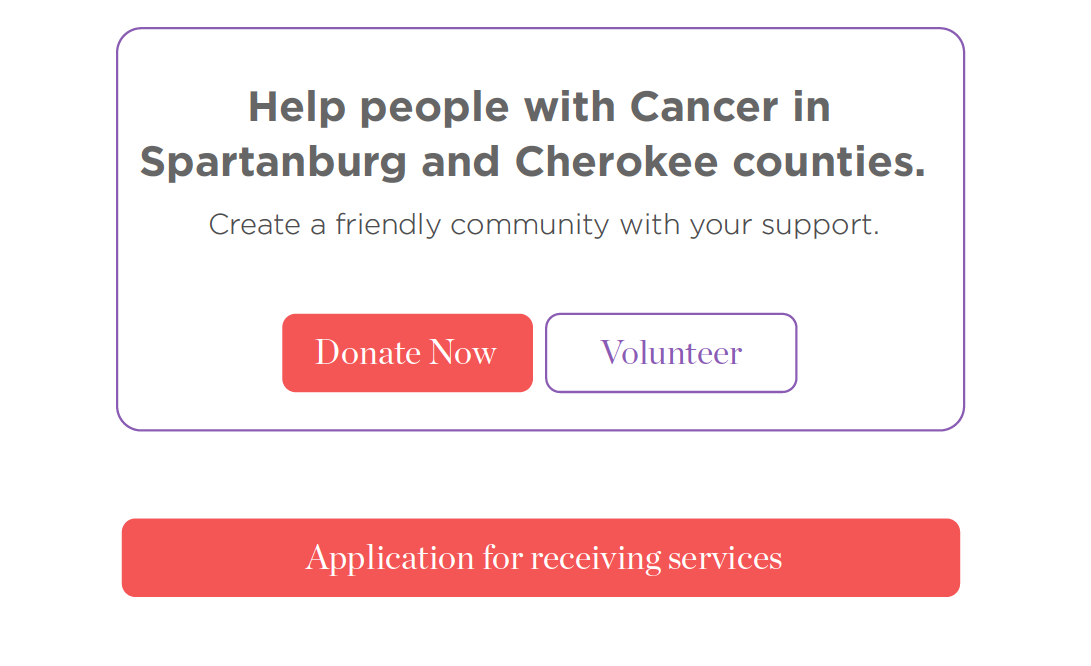 Help people with Cancer in
Spartanburg and Cherokee counties.
Create a friendly community with your support.
Donate Now
Volunteer
Application for receiving services